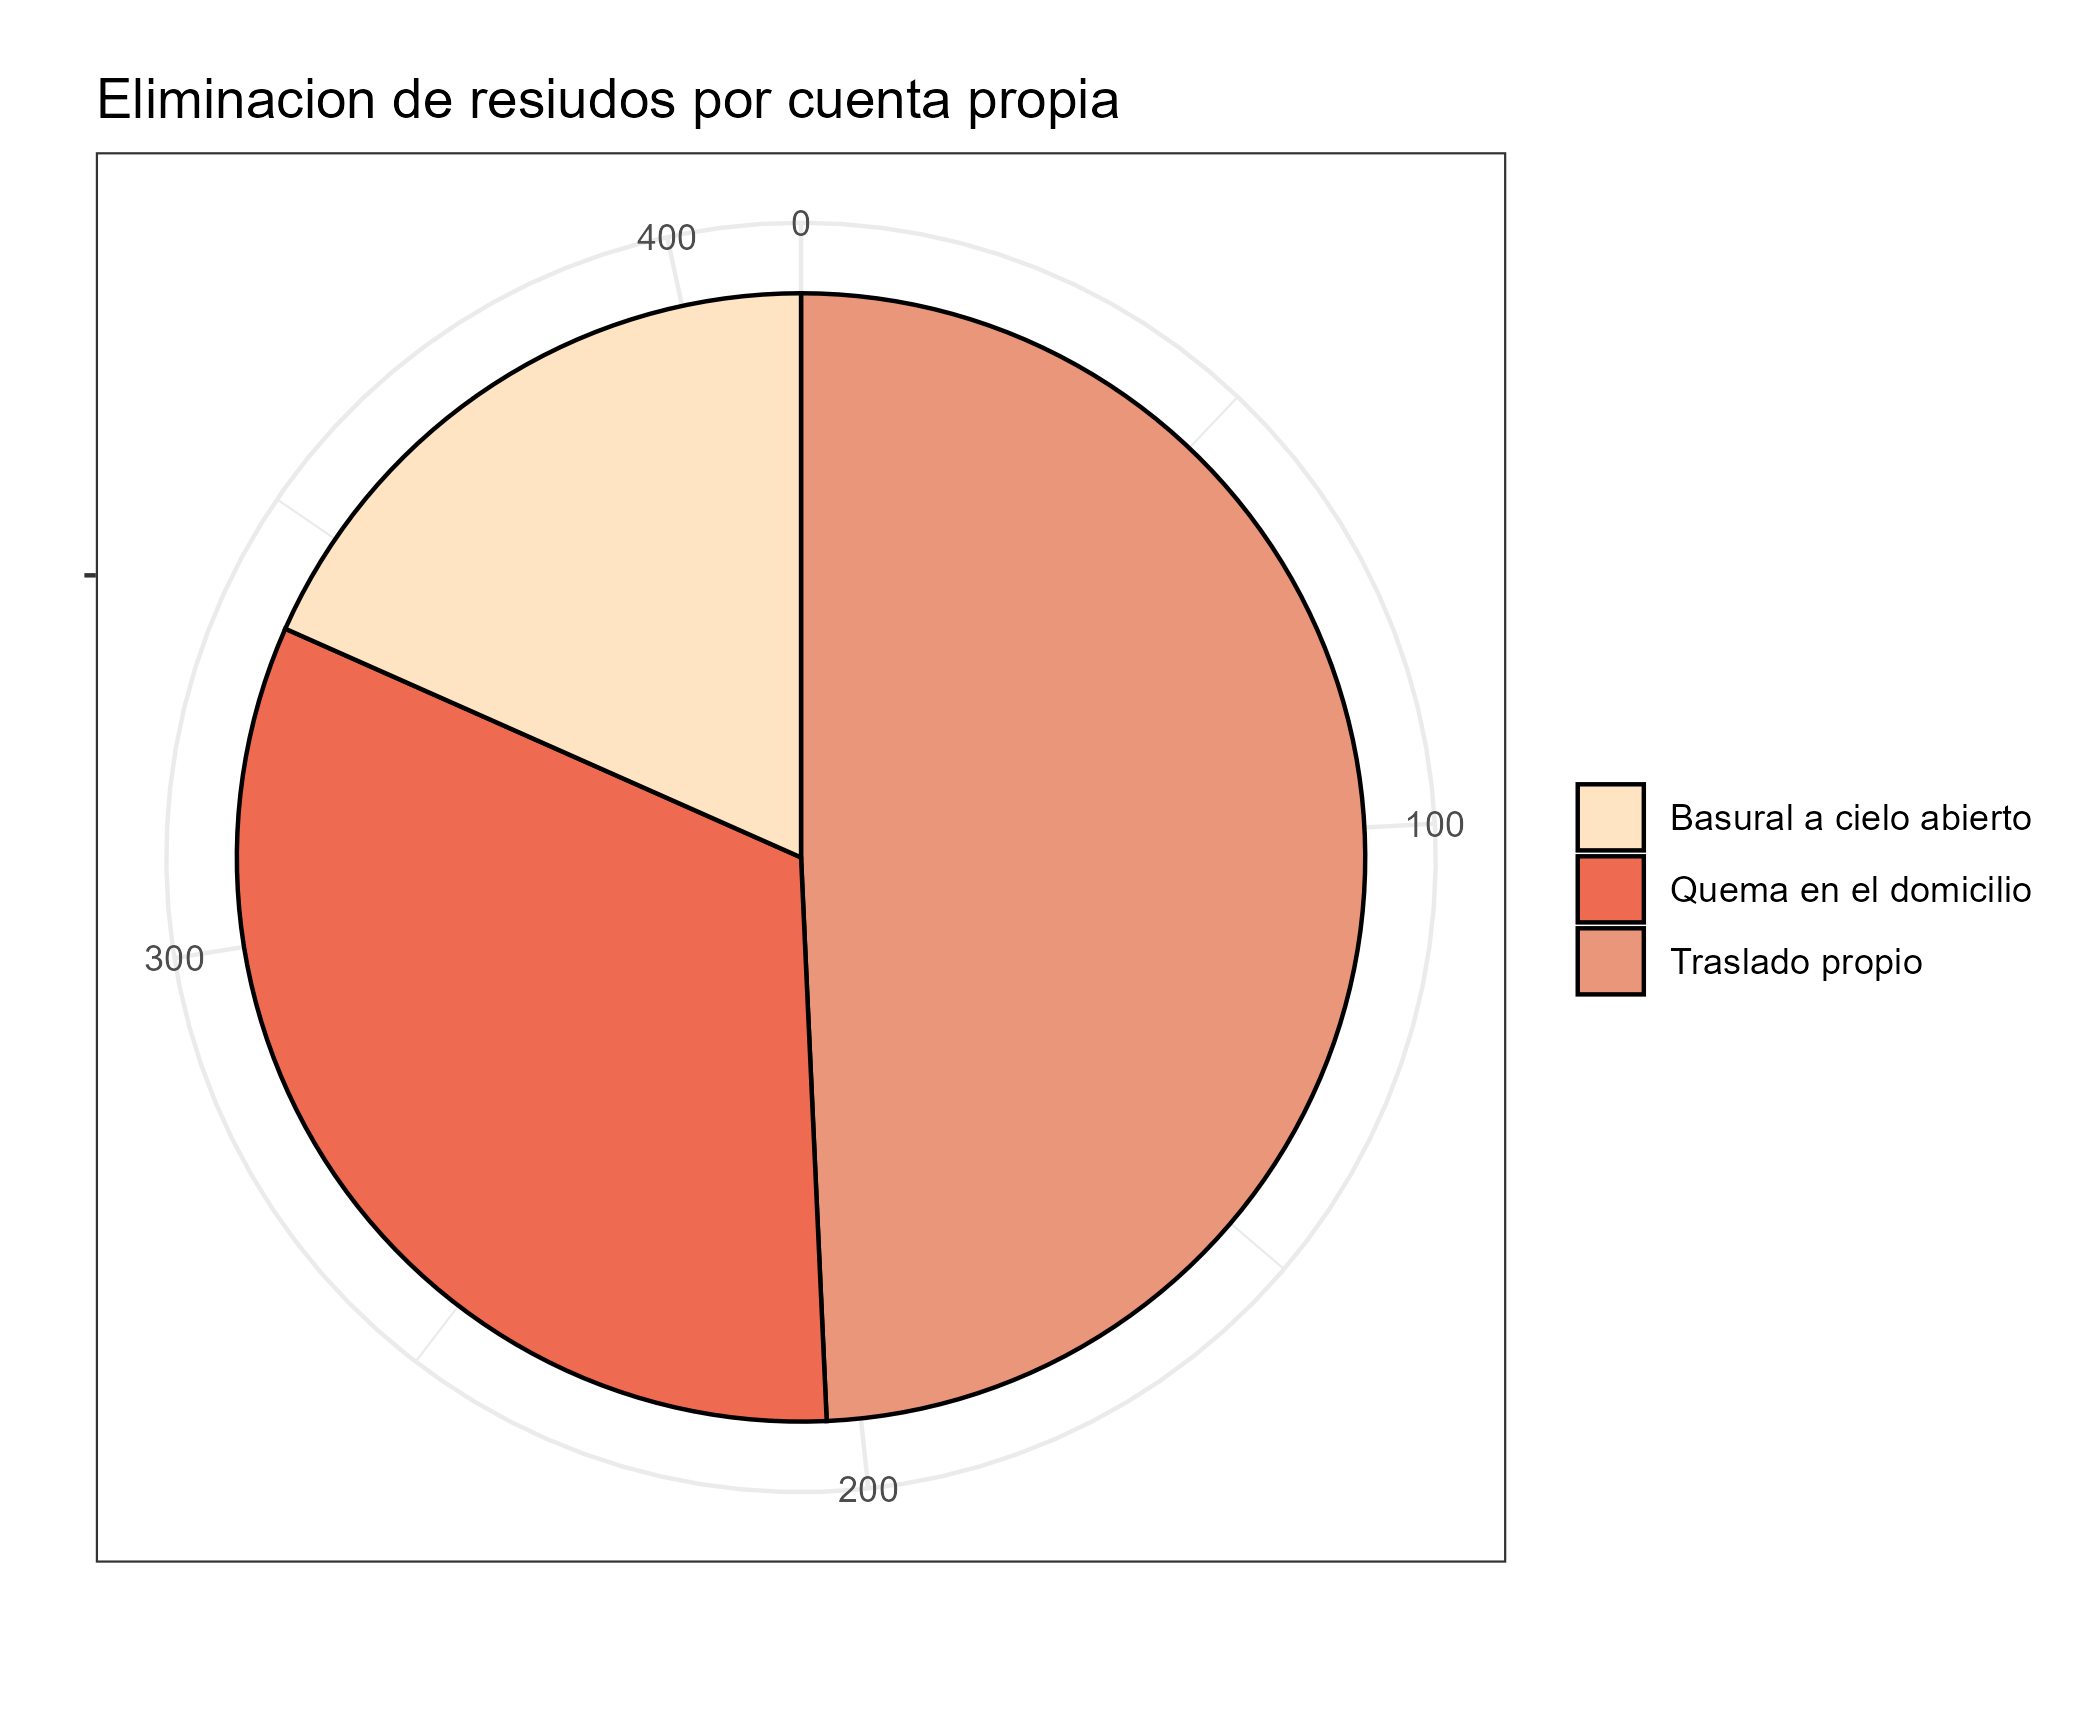 Eliminacion de resiudos por cuenta propia
400
0
100
300
200
Basural a cielo abierto
Quema en el domicilio
Traslado propio